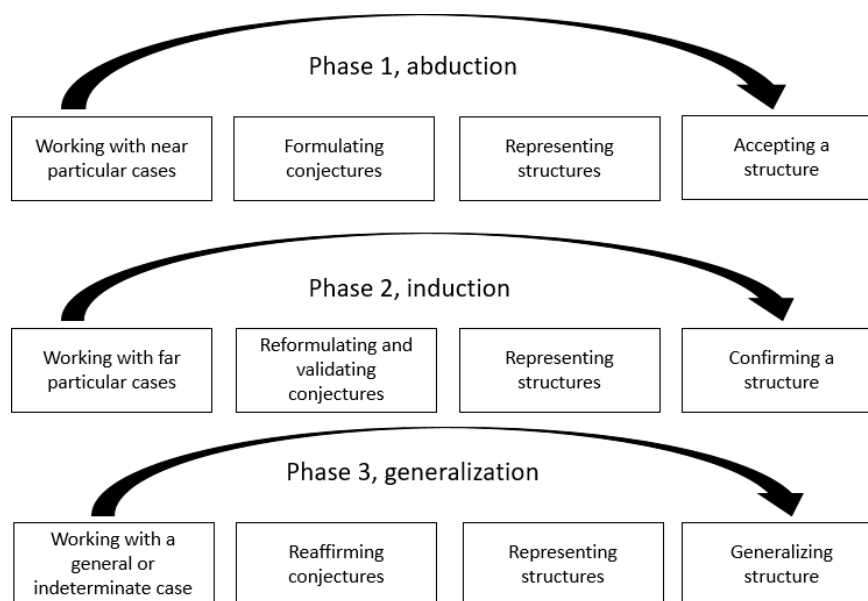 Phase 1, abduction
Working with near
particular cases
Formulating
conjectures
Representing
structures
Accepting a
structure
Phase 2, induction
Working with far
particular cases
Reformulating and
validating
conjectures
Representing
structures
Confirming a
structure
Phase 3, generalization
Working with a
general or
indeterminate case
Reaffirming
conjectures
Representing
structures
Generalizing
structure